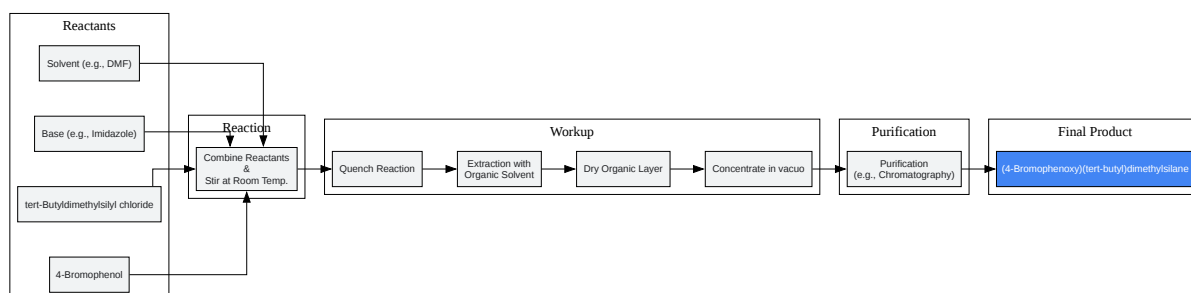 Reactants
Solvent (e.g., DMF)
Base (e.g., Imidazole)
tert-Butyldimethylsilyl chloride
4-Bromophenol
Reaction
Combine Reactants
&
Stir at Room Temp.
Workup
Quench Reaction
Extraction with
Organic Solvent
Dry Organic Layer
Concentrate in vacuo
Purification
Purification
(e.g., Chromatography)
Final Product
(4-Bromophenoxy)(tert-butyl)dimethylsilane